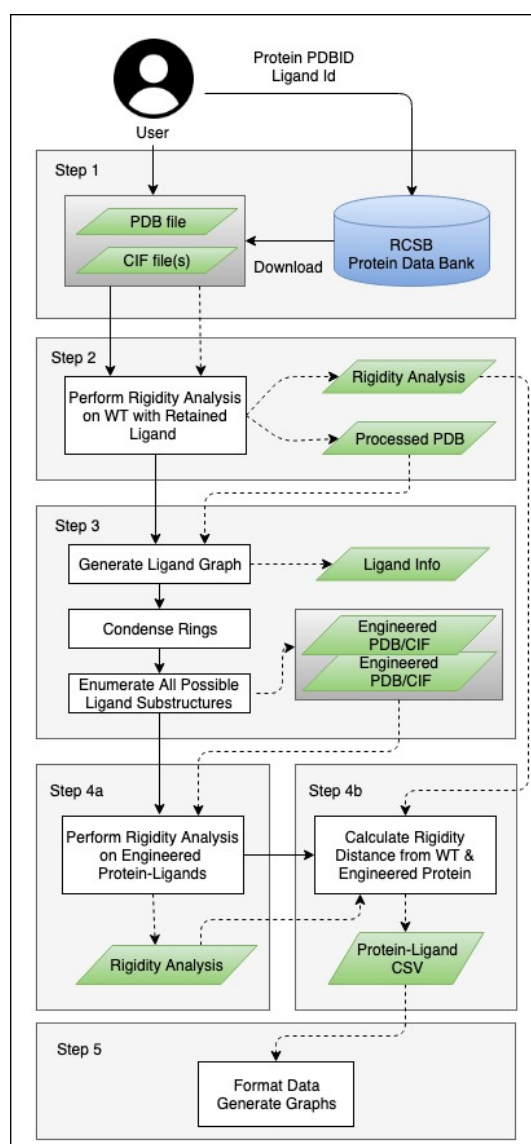 Protein PDBID
Ligand Id
User
Step 1
PDB file
CIF file(s)
Download
RCSB
Protein Data Bank
Step 2
Perform Rigidity Analysis
on WT with Retained
Ligand
Rigidity Analysis
Processed PDB
Step 3
Generate Ligand Graph
Ligand Info
Condense Rings
Enumerate All Possible
Ligand Substructures
Engineered
PDB/CIF
Engineered
PDB/CIF
Step 4a
Perform Rigidity Analysis
on Engineered
Protein-Ligands
Rigidity Analysis
Step 4b
Calculate Rigidity
Distance from WT &
Engineered Protein
Protein-Ligand
CSV
Step 5
Format Data
Generate Graphs